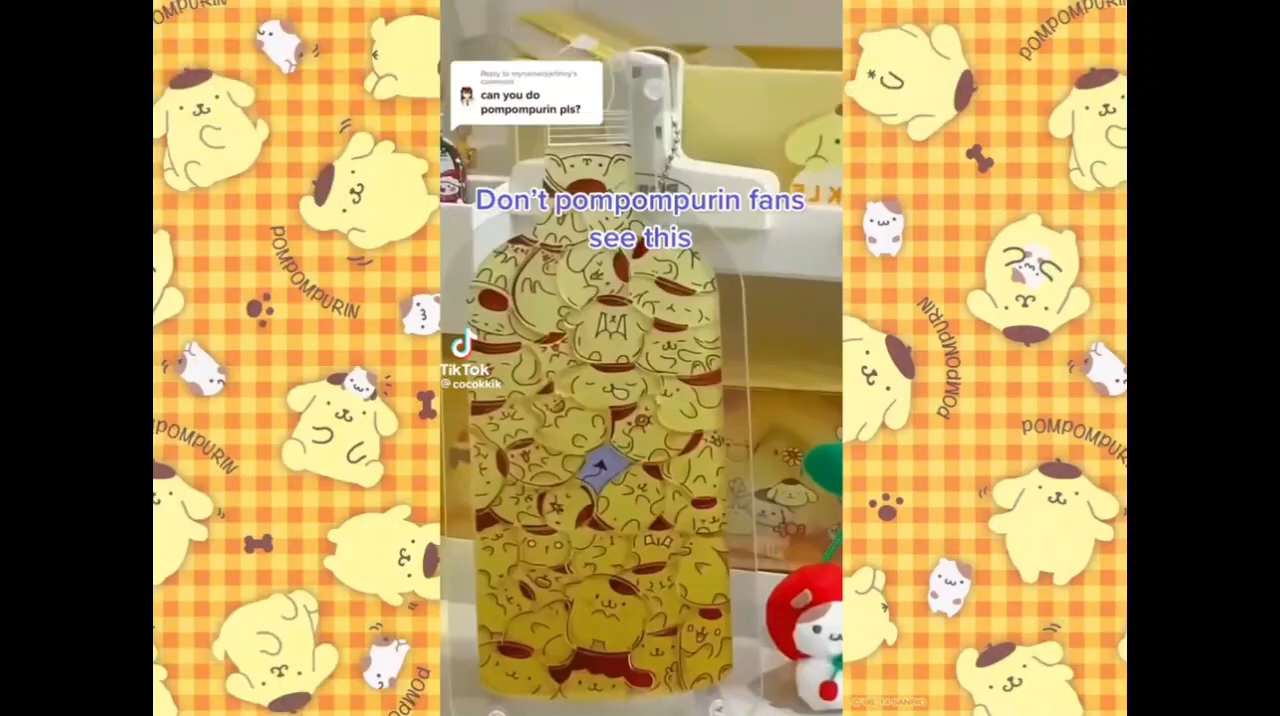 POMPOMPURIN
can you do
pompompurin pls?
Don't pompompurin fans
see this
TikTok
@cocokkik
POMPOMPURIN
POMPOMPURIN
POMPOMPURIN
POMPOMPURIN
POMPOMPURIN